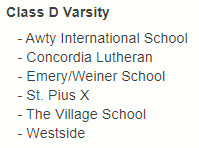 Class D Varsity
- Awty International School
- Concordia Lutheran
- Emery/Weiner School
- St. Pius X
- The Village School
- Westside